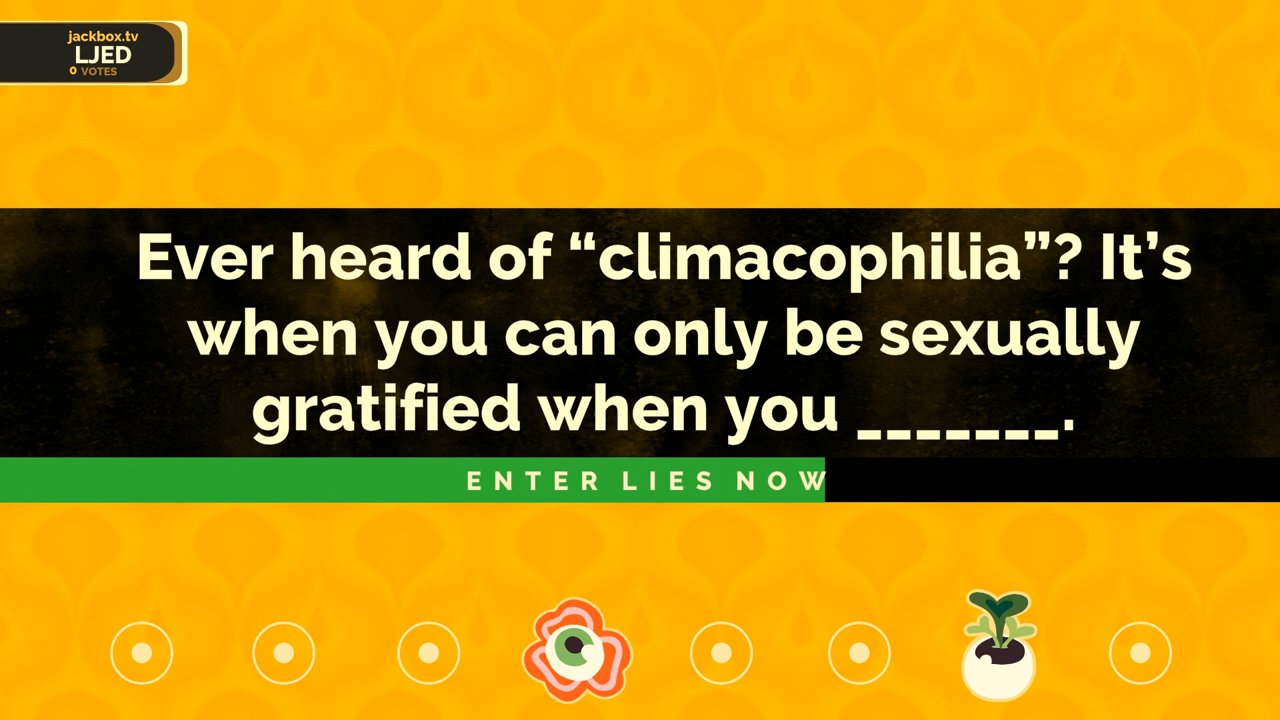 jackbox.tv
LJED
0 VOTES
Ever heard of “climacophilia”? It’s
when you can only be sexually
gratified when you _______.
ENTER LIES NOW